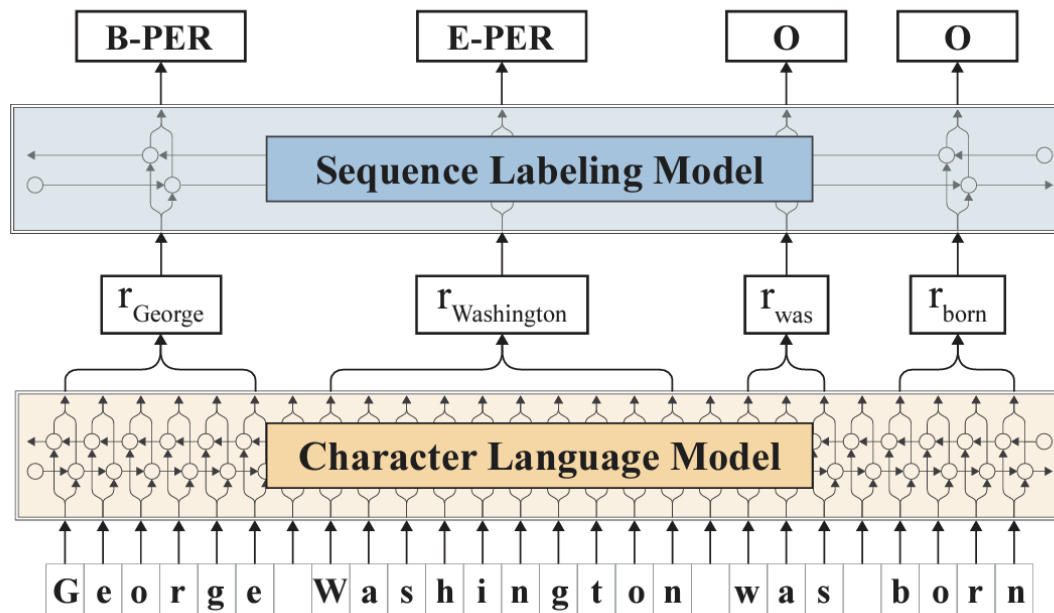 B-PER E-PER O O
Sequence Labeling Model
rGeorge rWashington rwas rborn
Character Language Model
G e o r g e W a s h i n g t o n w a s b o r n